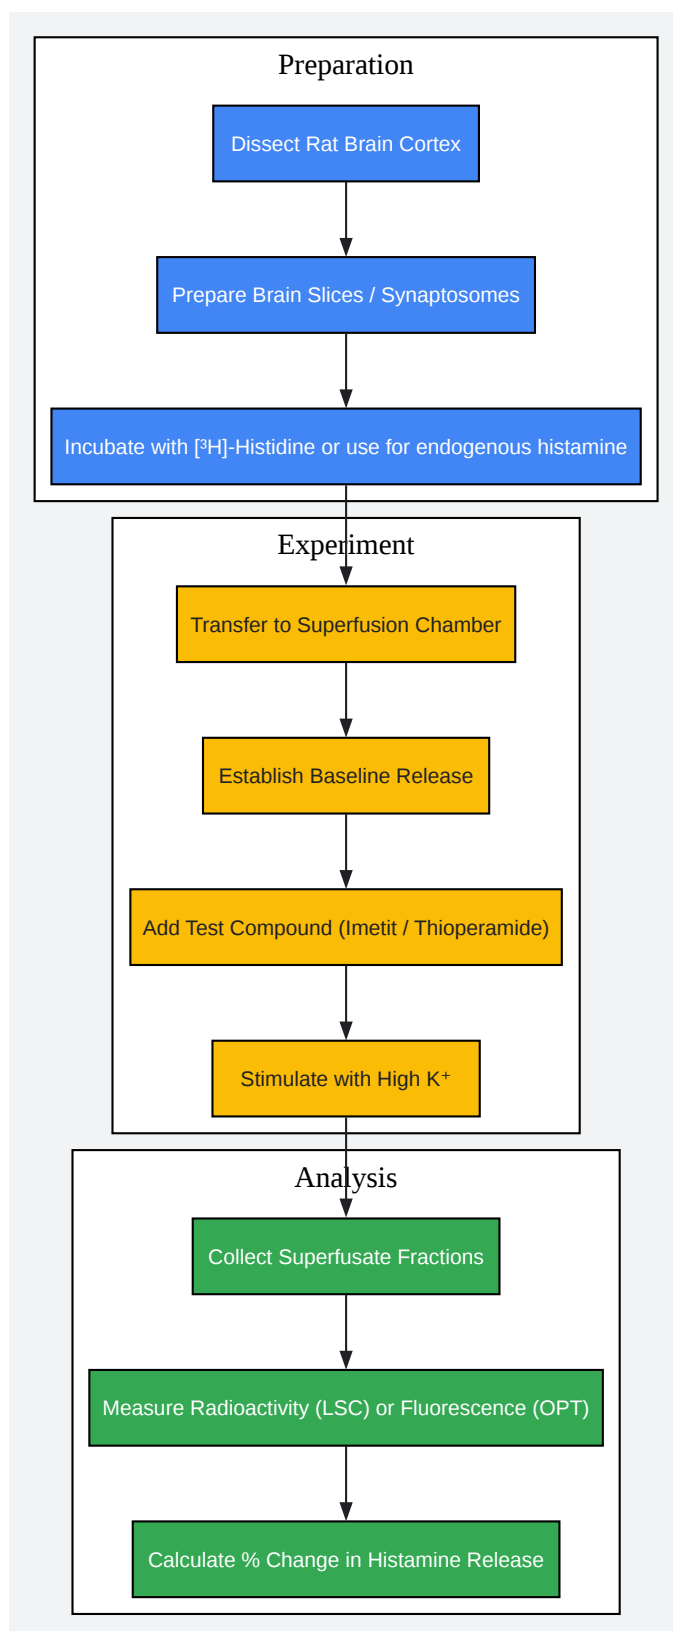 Preparation
Dissect Rat Brain Cortex
Prepare Brain Slices / Synaptosomes
Incubate with [³H]-Histidine or use for endogenous histamine
Experiment
Transfer to Superfusion Chamber
Establish Baseline Release
Add Test Compound (Imetit / Thioperamide)
Stimulate with High K⁺
Analysis
Collect Superfusate Fractions
Measure Radioactivity (LSC) or Fluorescence (OPT)
Calculate % Change in Histamine Release